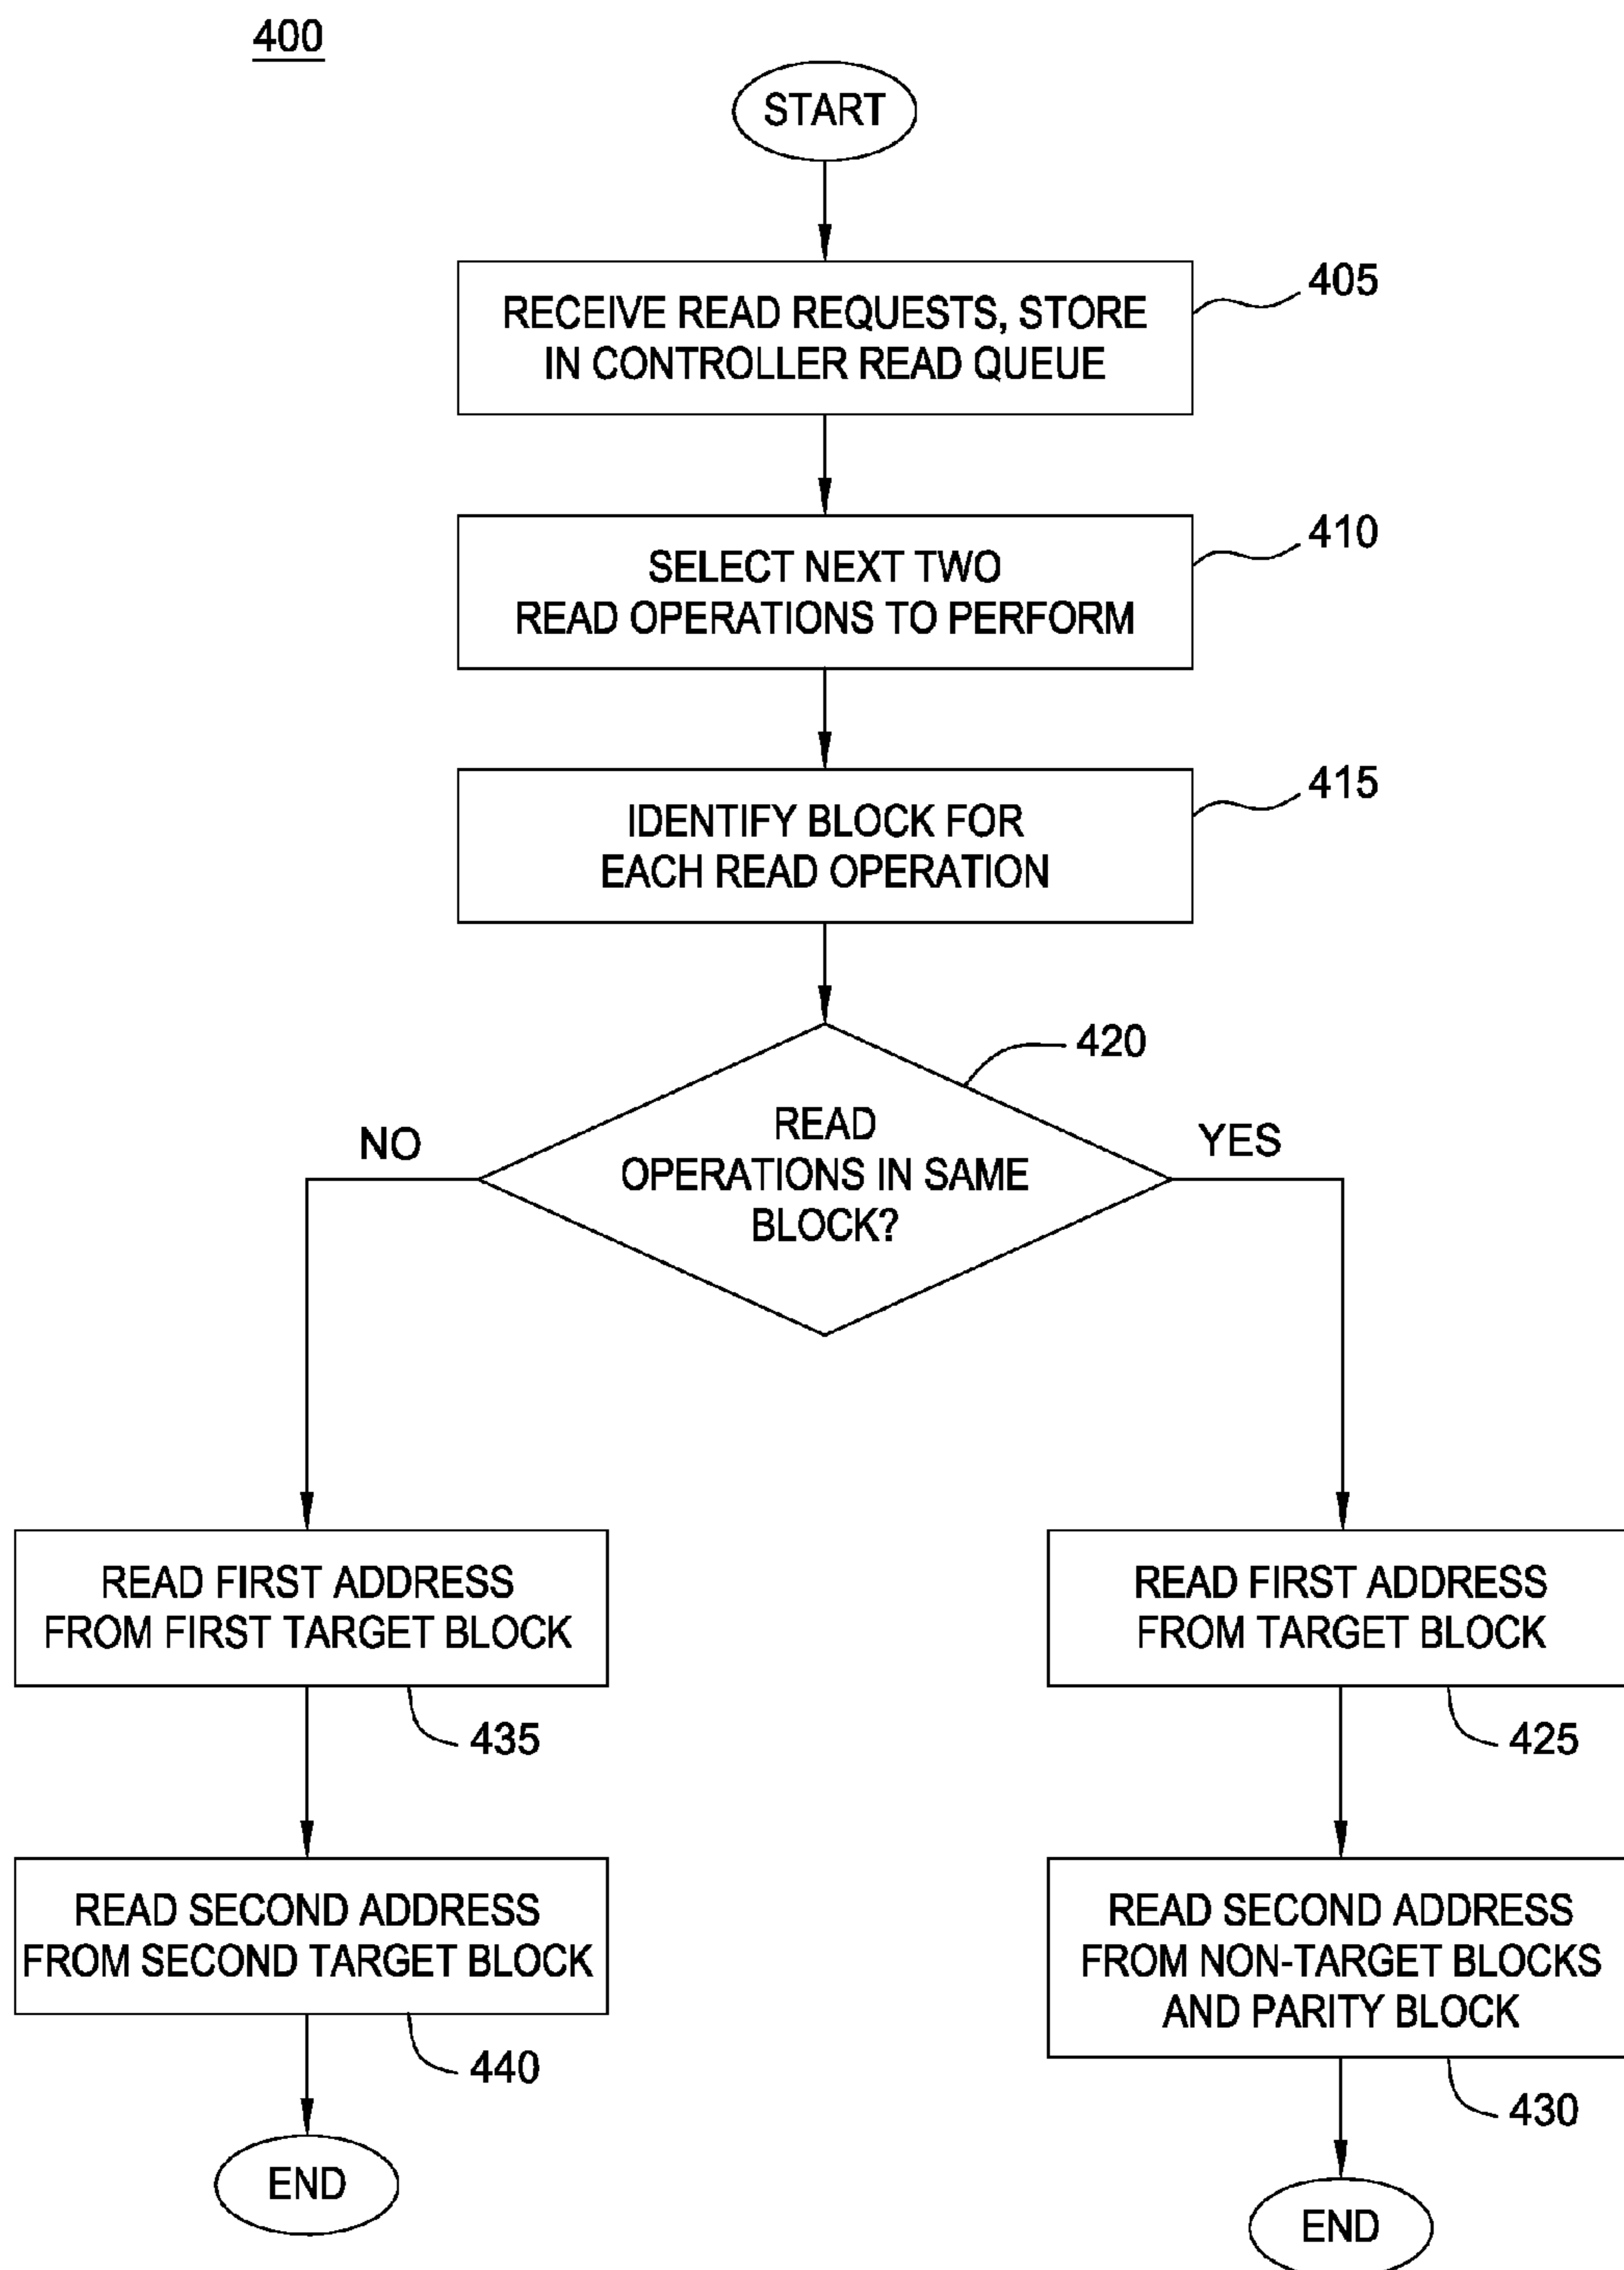 400
START
RECEIVE READ REQUESTS, STORE
IN CONTROLLER READ QUEUE
405
SELECT NEXT TWO
READ OPERATIONS TO PERFORM
410
IDENTIFY BLOCK FOR
EACH READ OPERATION
415
420
READ
OPERATIONS IN SAME
BLOCK?
NO
YES
READ FIRST ADDRESS
FROM FIRST TARGET BLOCK
435
READ SECOND ADDRESS
FROM SECOND TARGET BLOCK
440
END
READ FIRST ADDRESS
FROM TARGET BLOCK
425
READ SECOND ADDRESS
FROM NON-TARGET BLOCKS
AND PARITY BLOCK
430
END